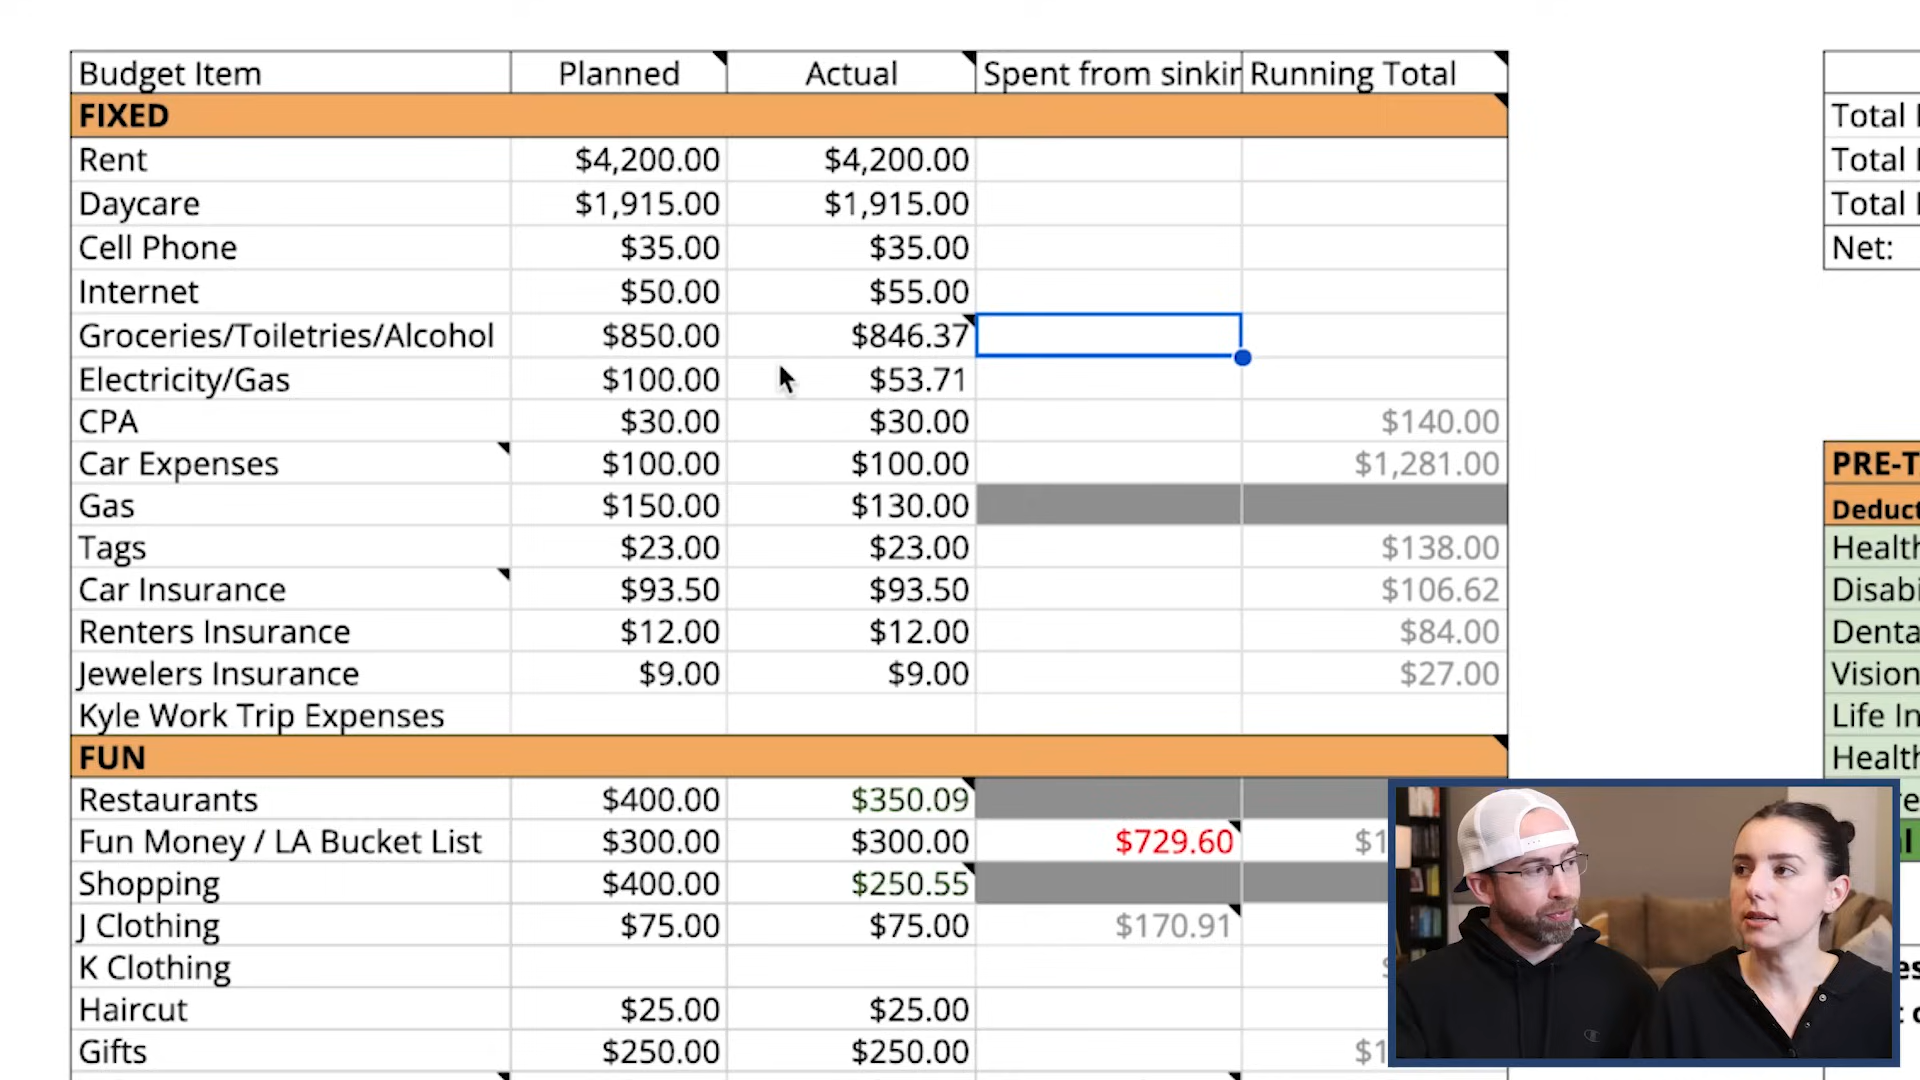 Budget Item Planned Actual Spent from sinkir Running Total
FIXED Total
Rent $4,200.00 $4,200.00 Total
Daycare $1,915.00 $1,915.00 Total
Cell Phone $35.00 $35.00 Net:
Internet $50.00 $55.00
Groceries/Toiletries/Alcohol $850.00 $846.37
Electricity/Gas $100.00 $53.71
CPA $30.00 $30.00 $140.00
Car Expenses $100.00 $100.00 $1,281.00 PRE-T
Gas $150.00 $130.00 Deduct
Tags $23.00 $23.00 $138.00 Health
Car Insurance $93.50 $93.50 $106.62 Disabi
Renters Insurance $12.00 $12.00 $84.00 Denta
Jewelers Insurance $9.00 $9.00 $27.00 Vision
Kyle Work Trip Expenses Life In
FUN Health
Restaurants $400.00 $350.09
Fun Money / LA Bucket List $300.00 $300.00 $729.60 $1
Shopping $400.00 $250.55
J Clothing $75.00 $75.00 $170.91
K Clothing
Haircut $25.00 $25.00
Gifts $250.00 $250.00 $1